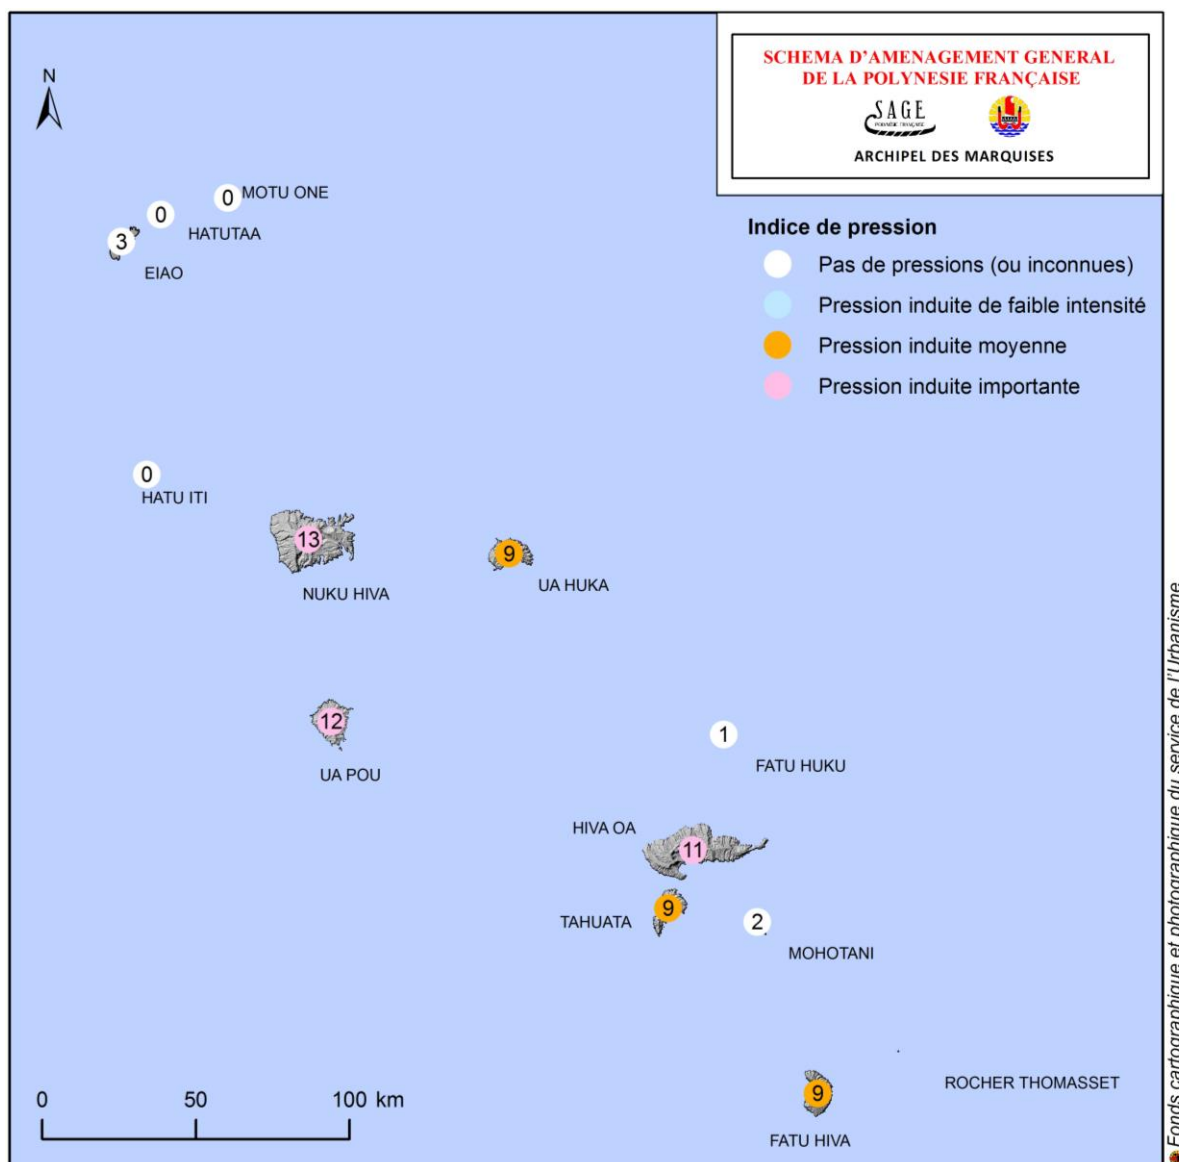 SCHEMA D'AMENAGEMENT GENERAL
DE LA POLYNESIE FRANÇAISE
SAGE
POLYNÉSIE FRANÇAISE
ARCHIPEL DES MARQUISES
N
0 MOTU ONE
0
HATUTAA
3
EIAO
Indice de pression
Pas de pressions (ou inconnues)
Pression induite de faible intensité
Pression induite moyenne
Pression induite importante
0
HATU ITI
13
NUKU HIVA
9
UA HUKA
12
UA POU
1
FATU HUKU
HIVA OA
11
TAHUATA
9
2
MOHOTANI
ROCHER THOMASSET
9
FATU HIVA
0 50 100 km
Fonds cartographique et photographique du service de l'Urbanisme